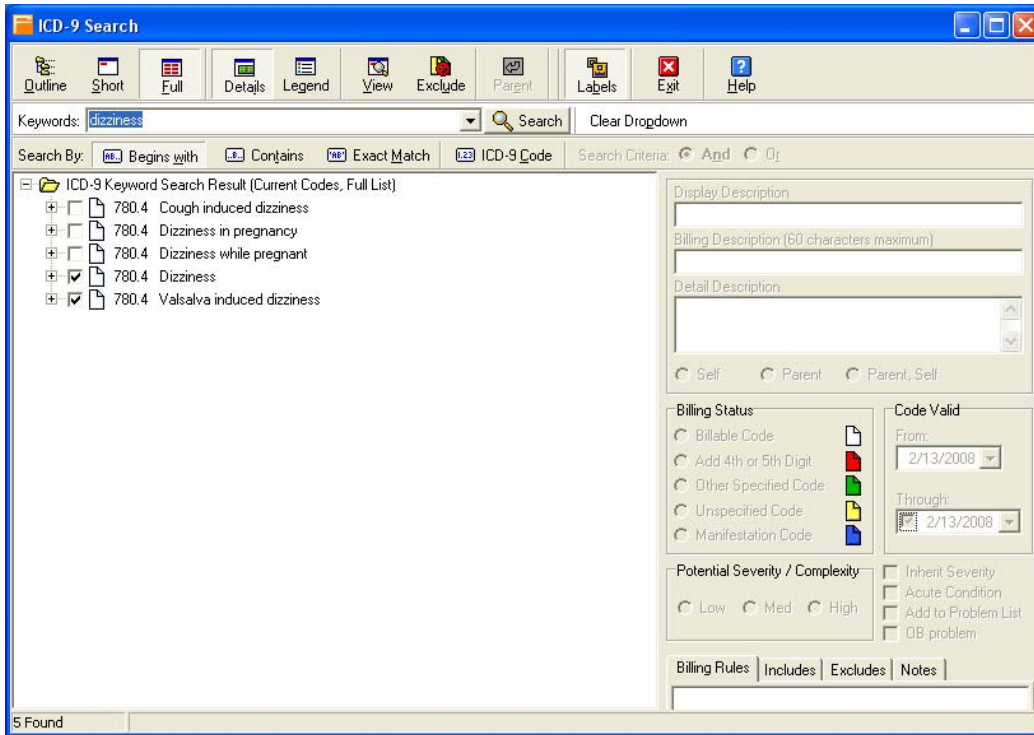 ICD-9 Search
Outline Short Full Details Legend View Exclude Parent Labels Exit Help
Keywords: dizziness Search Clear Dropdown
Search By: AB.. Begins with ..B.. Contains "AB" Exact Match 1.23 ICD-9 Code Search Criteria: And Or
ICD-9 Keyword Search Result (Current Codes, Full List)
780.4 Cough induced dizziness
780.4 Dizziness in pregnancy
780.4 Dizziness while pregnant
780.4 Dizziness
780.4 Valsalva induced dizziness
Display Description
Billing Description (60 characters maximum)
Detail Description
Self Parent Parent, Self
Billing Status
Billable Code
Add 4th or 5th Digit
Other Specified Code
Unspecified Code
Manifestation Code
Code Valid
From:
2/13/2008
Through:
2/13/2008
Potential Severity / Complexity
Low Med High
Inherit Severity
Acute Condition
Add to Problem List
OB problem
Billing Rules Includes Excludes Notes
5 Found